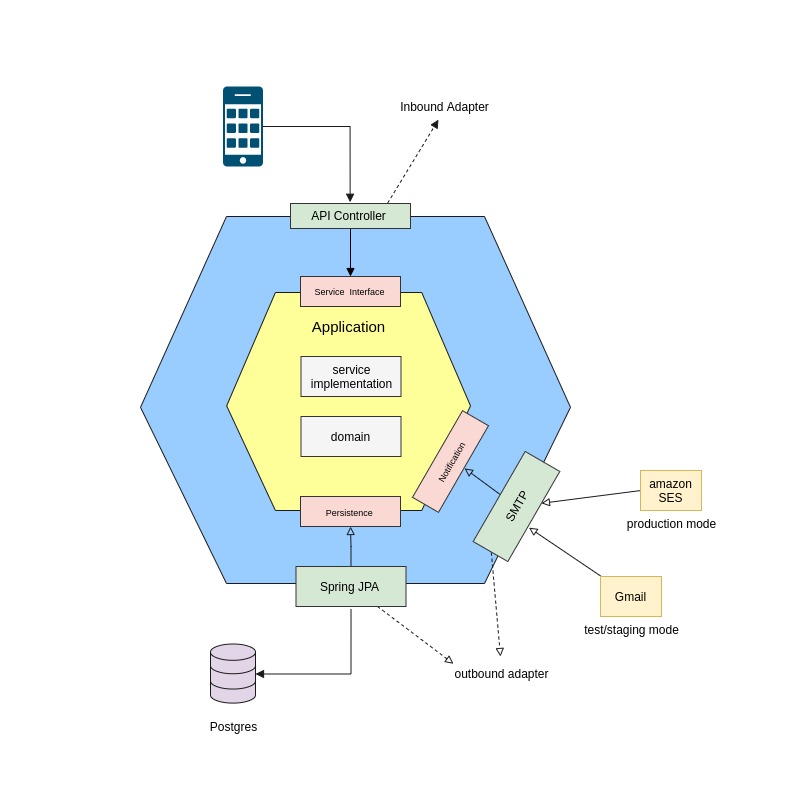 Inbound Adapter
API Controller
Service Interface
Application
service
implementation
domain
Notification
Persistence
SMTP
amazon
SES
production mode
Gmail
test/staging mode
Spring JPA
outbound adapter
Postgres